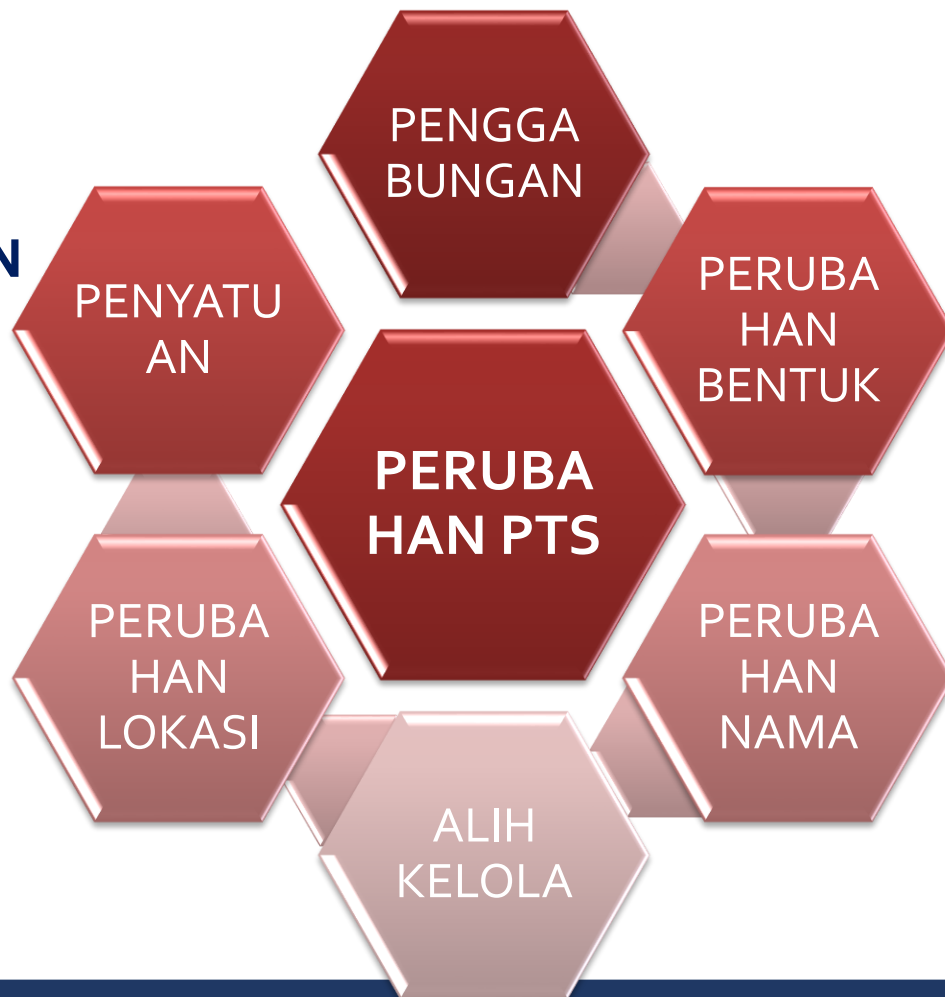 PENGGA
BUNGAN
N
PENYATU
AN
PERUBA
HAN
BENTUK
PERUBA
HAN PTS
PERUBA
HAN
LOKASI
PERUBA
HAN
NAMA
ALIH
KELOLA